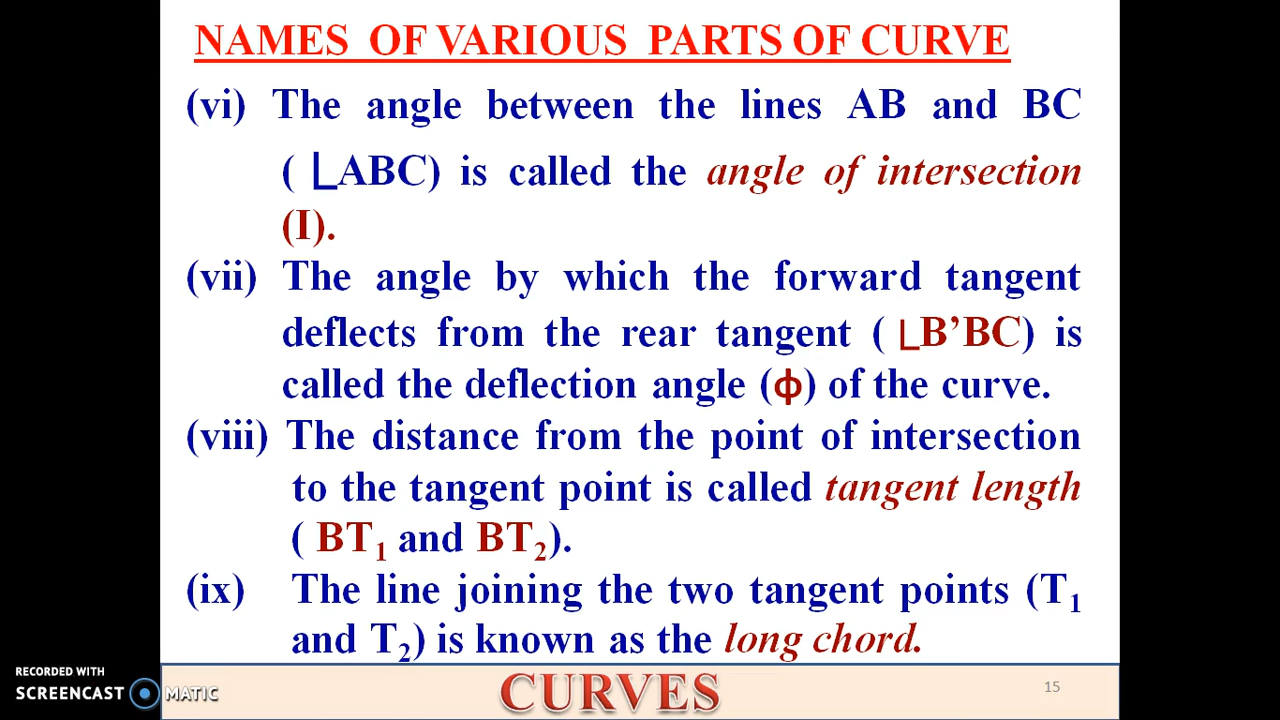 NAMES OF VARIOUS PARTS OF CURVE
(vi) The angle between the lines AB and BC
( ⌊ABC) is called the angle of intersection
(I).
(vii) The angle by which the forward tangent
deflects from the rear tangent ( ⌊B’BC) is
called the deflection angle (ϕ) of the curve.
(viii) The distance from the point of intersection
to the tangent point is called tangent length
( BT₁ and BT₂).
(ix) The line joining the two tangent points (T₁
and T₂) is known as the long chord.
CURVES
15
RECORDED WITH
SCREENCAST MATIC